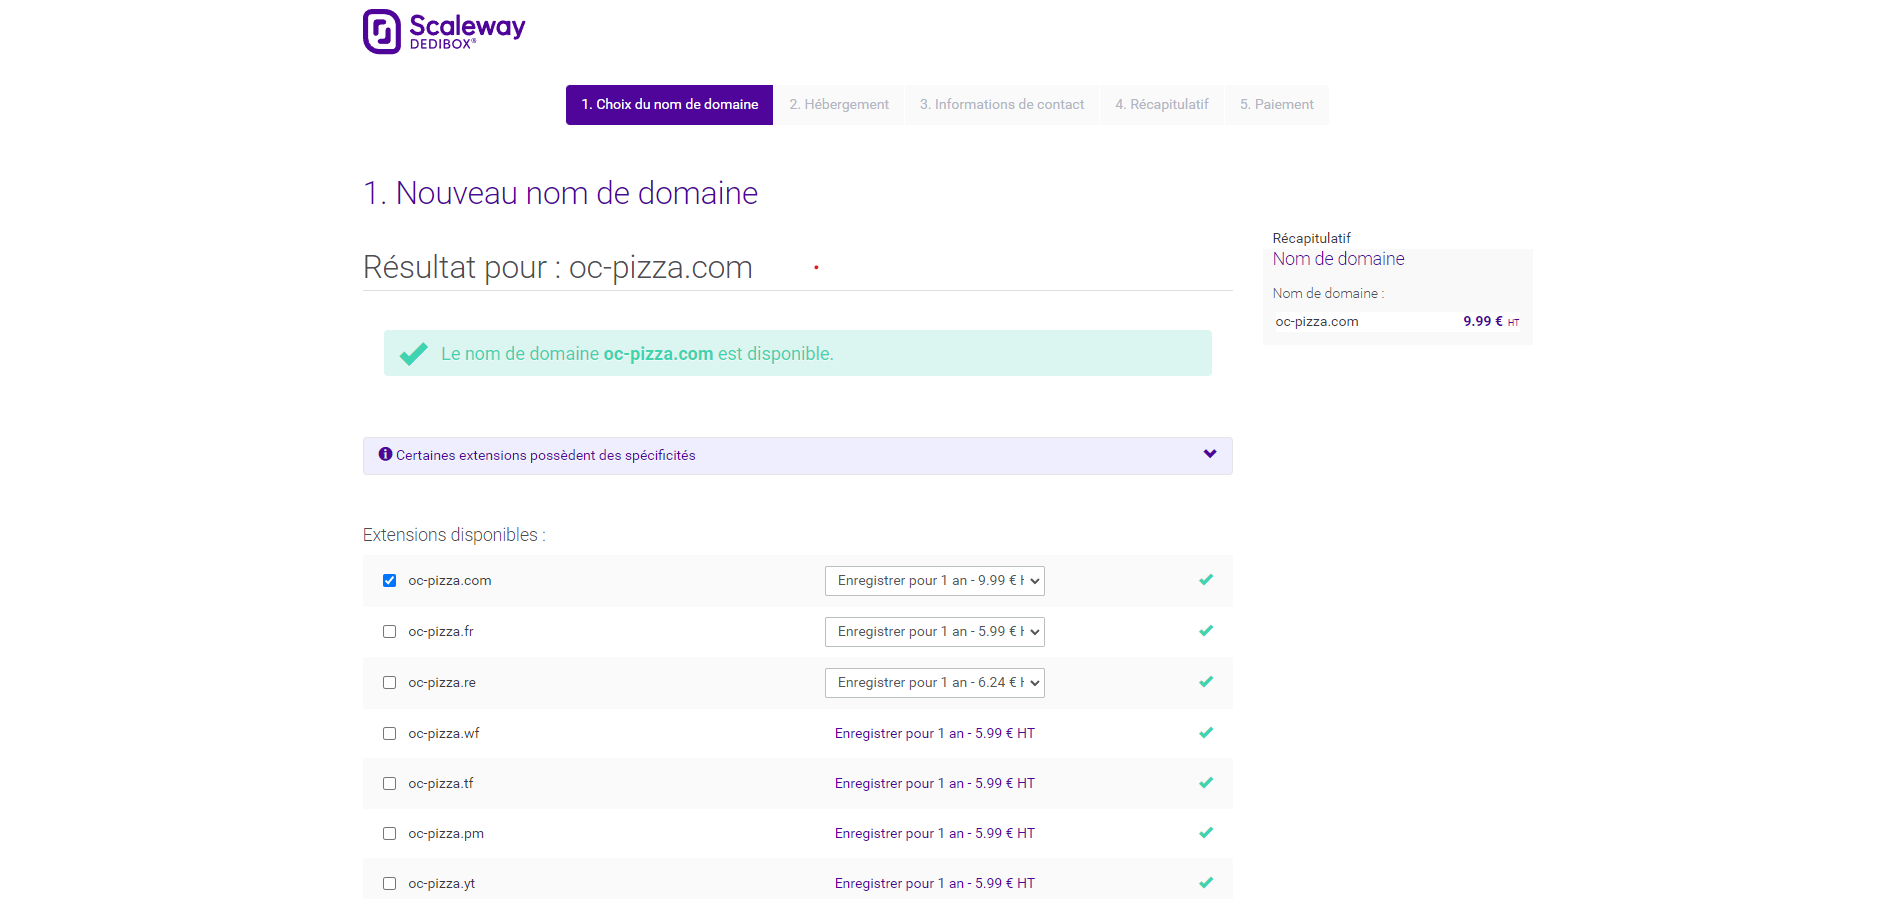 Scaleway
DEDIBOX®
1. Choix du nom de domaine
2. Hébergement
3. Informations de contact
4. Récapitulatif
5. Paiement
1. Nouveau nom de domaine
Résultat pour : oc-pizza.com
Le nom de domaine oc-pizza.com est disponible.
Certaines extensions possèdent des spécificités
Extensions disponibles :
oc-pizza.com Enregistrer pour 1 an - 9.99 €
oc-pizza.fr Enregistrer pour 1 an - 5.99 €
oc-pizza.re Enregistrer pour 1 an - 6.24 €
oc-pizza.wf Enregistrer pour 1 an - 5.99 € HT
oc-pizza.tf Enregistrer pour 1 an - 5.99 € HT
oc-pizza.pm Enregistrer pour 1 an - 5.99 € HT
oc-pizza.yt Enregistrer pour 1 an - 5.99 € HT
Récapitulatif
Nom de domaine
Nom de domaine :
oc-pizza.com 9.99 € HT